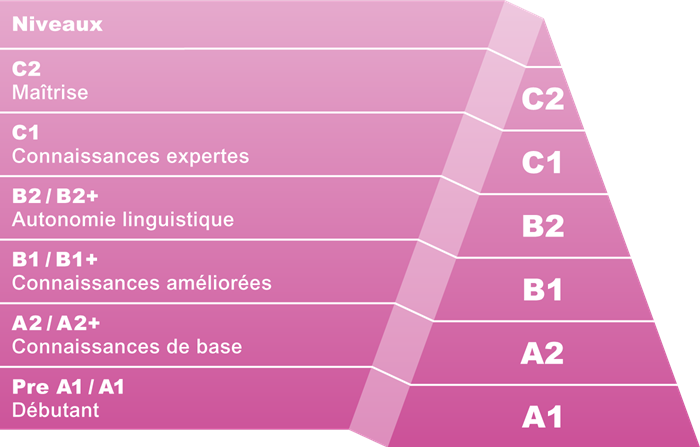 Niveaux
C2
Maîtrise
C2
C1
Connaissances expertes
C1
B2 / B2+
Autonomie linguistique
B2
B1 / B1+
Connaissances améliorées
B1
A2 / A2+
Connaissances de base
A2
Pre A1 / A1
Débutant
A1